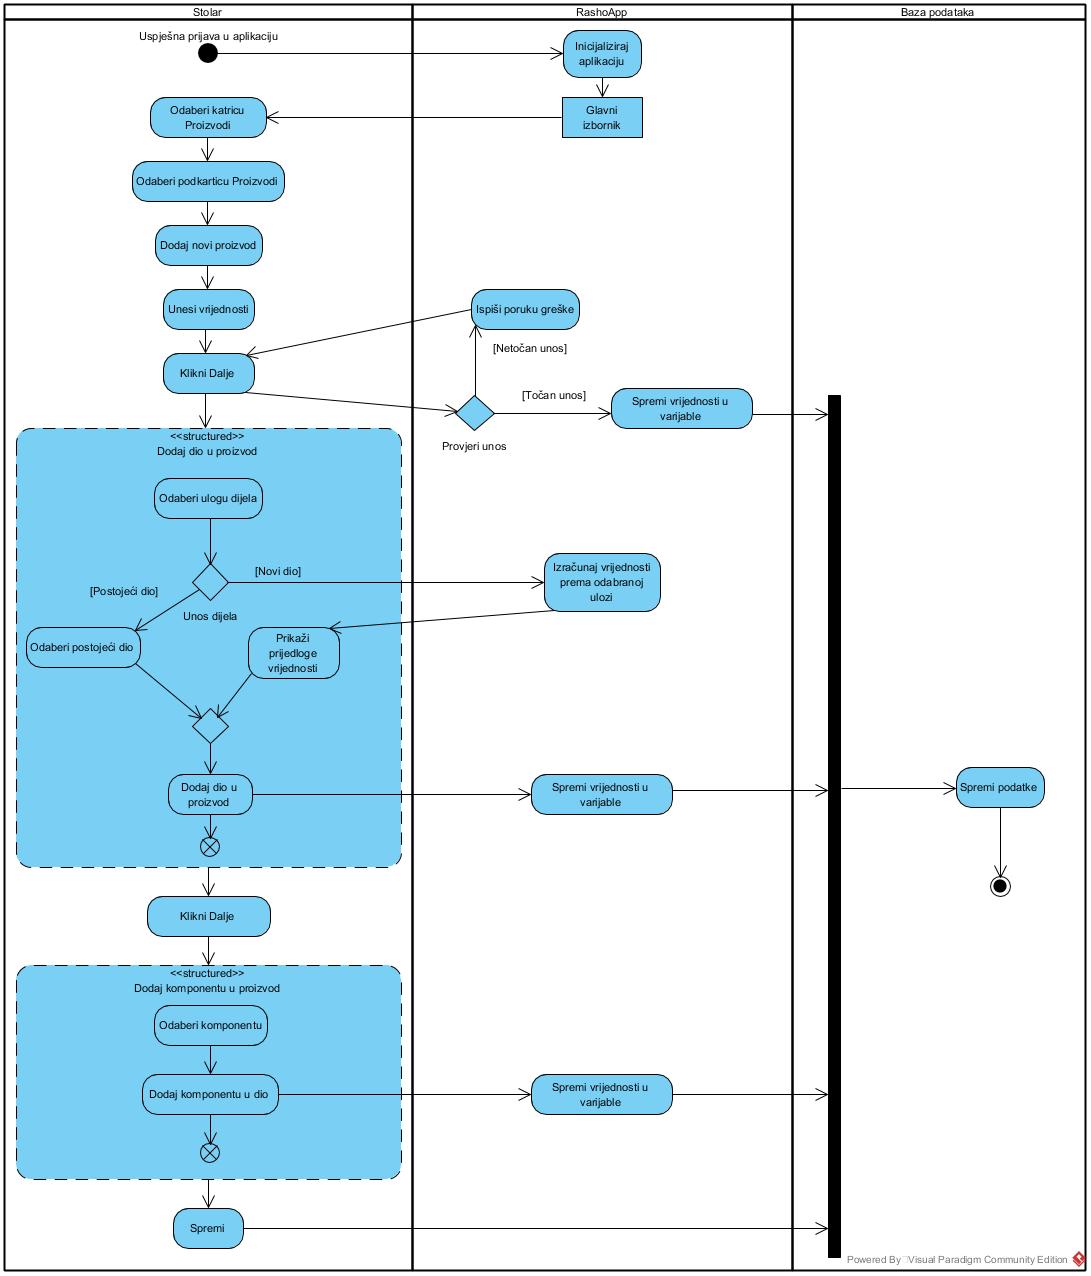 Stolar
RashoApp
Baza podataka
Uspješna prijava u aplikaciju
Inicijaliziraj
aplikaciju
Glavni
izbornik
Odaberi katricu
Proizvodi
Odaberi podkarticu Proizvodi
Dodaj novi proizvod
Unesi vrijednosti
Ispiši poruku greške
[Netočan unos]
Klikni Dalje
[Točan unos]
Spremi vrijednosti u
varijable
Provjeri unos
<<structured>>
Dodaj dio u proizvod
Odaberi ulogu dijela
[Novi dio]
[Postojeći dio]
Izračunaj vrijednosti
prema odabranoj
ulozi
Unos dijela
Odaberi postojeći dio
Prikaži
prijedloge
vrijednosti
Dodaj dio u
proizvod
Spremi vrijednosti u
varijable
Spremi podatke
Klikni Dalje
<<structured>>
Dodaj komponentu u proizvod
Odaberi komponentu
Dodaj komponentu u dio
Spremi vrijednosti u
varijable
Spremi
Powered By Visual Paradigm Community Edition